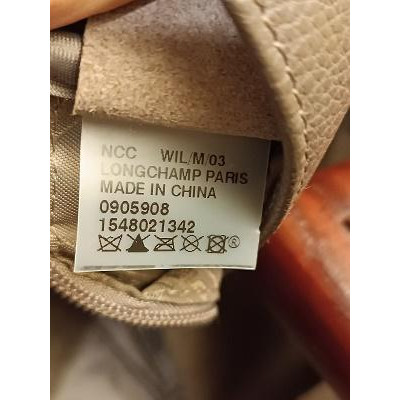 NCC WIL/M/03
LONGCHAMP PARIS
MADE IN CHINA
0905908
1548021342
®